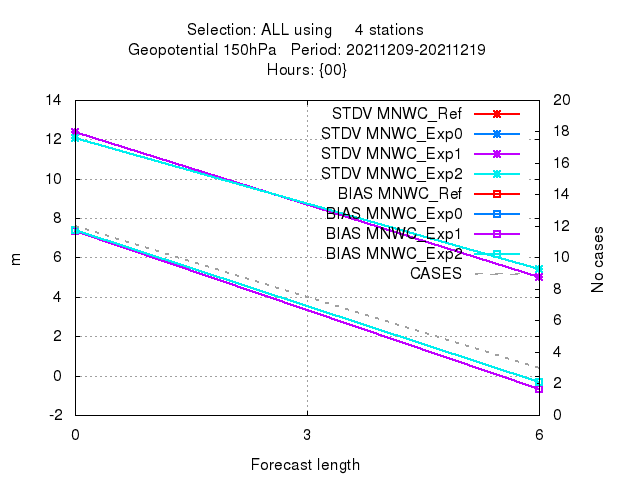 Selection: ALL using 4 stations
Geopotential 150hPa Period: 20211209-20211219
Hours: {00}
14 20
STDV MNWC_Ref
18
STDV MNWC_Exp0
12
STDV MNWC_Exp1
16
STDV MNWC_Exp2
10
BIAS MNWC_Ref
14
BIAS MNWC_Exp0
8
12
BIAS MNWC_Exp1
BIAS MNWC_Exp2
6 10
CASES
4 8
6
2
4
0
2
-2 0
m
No cases
0 3 6
Forecast length